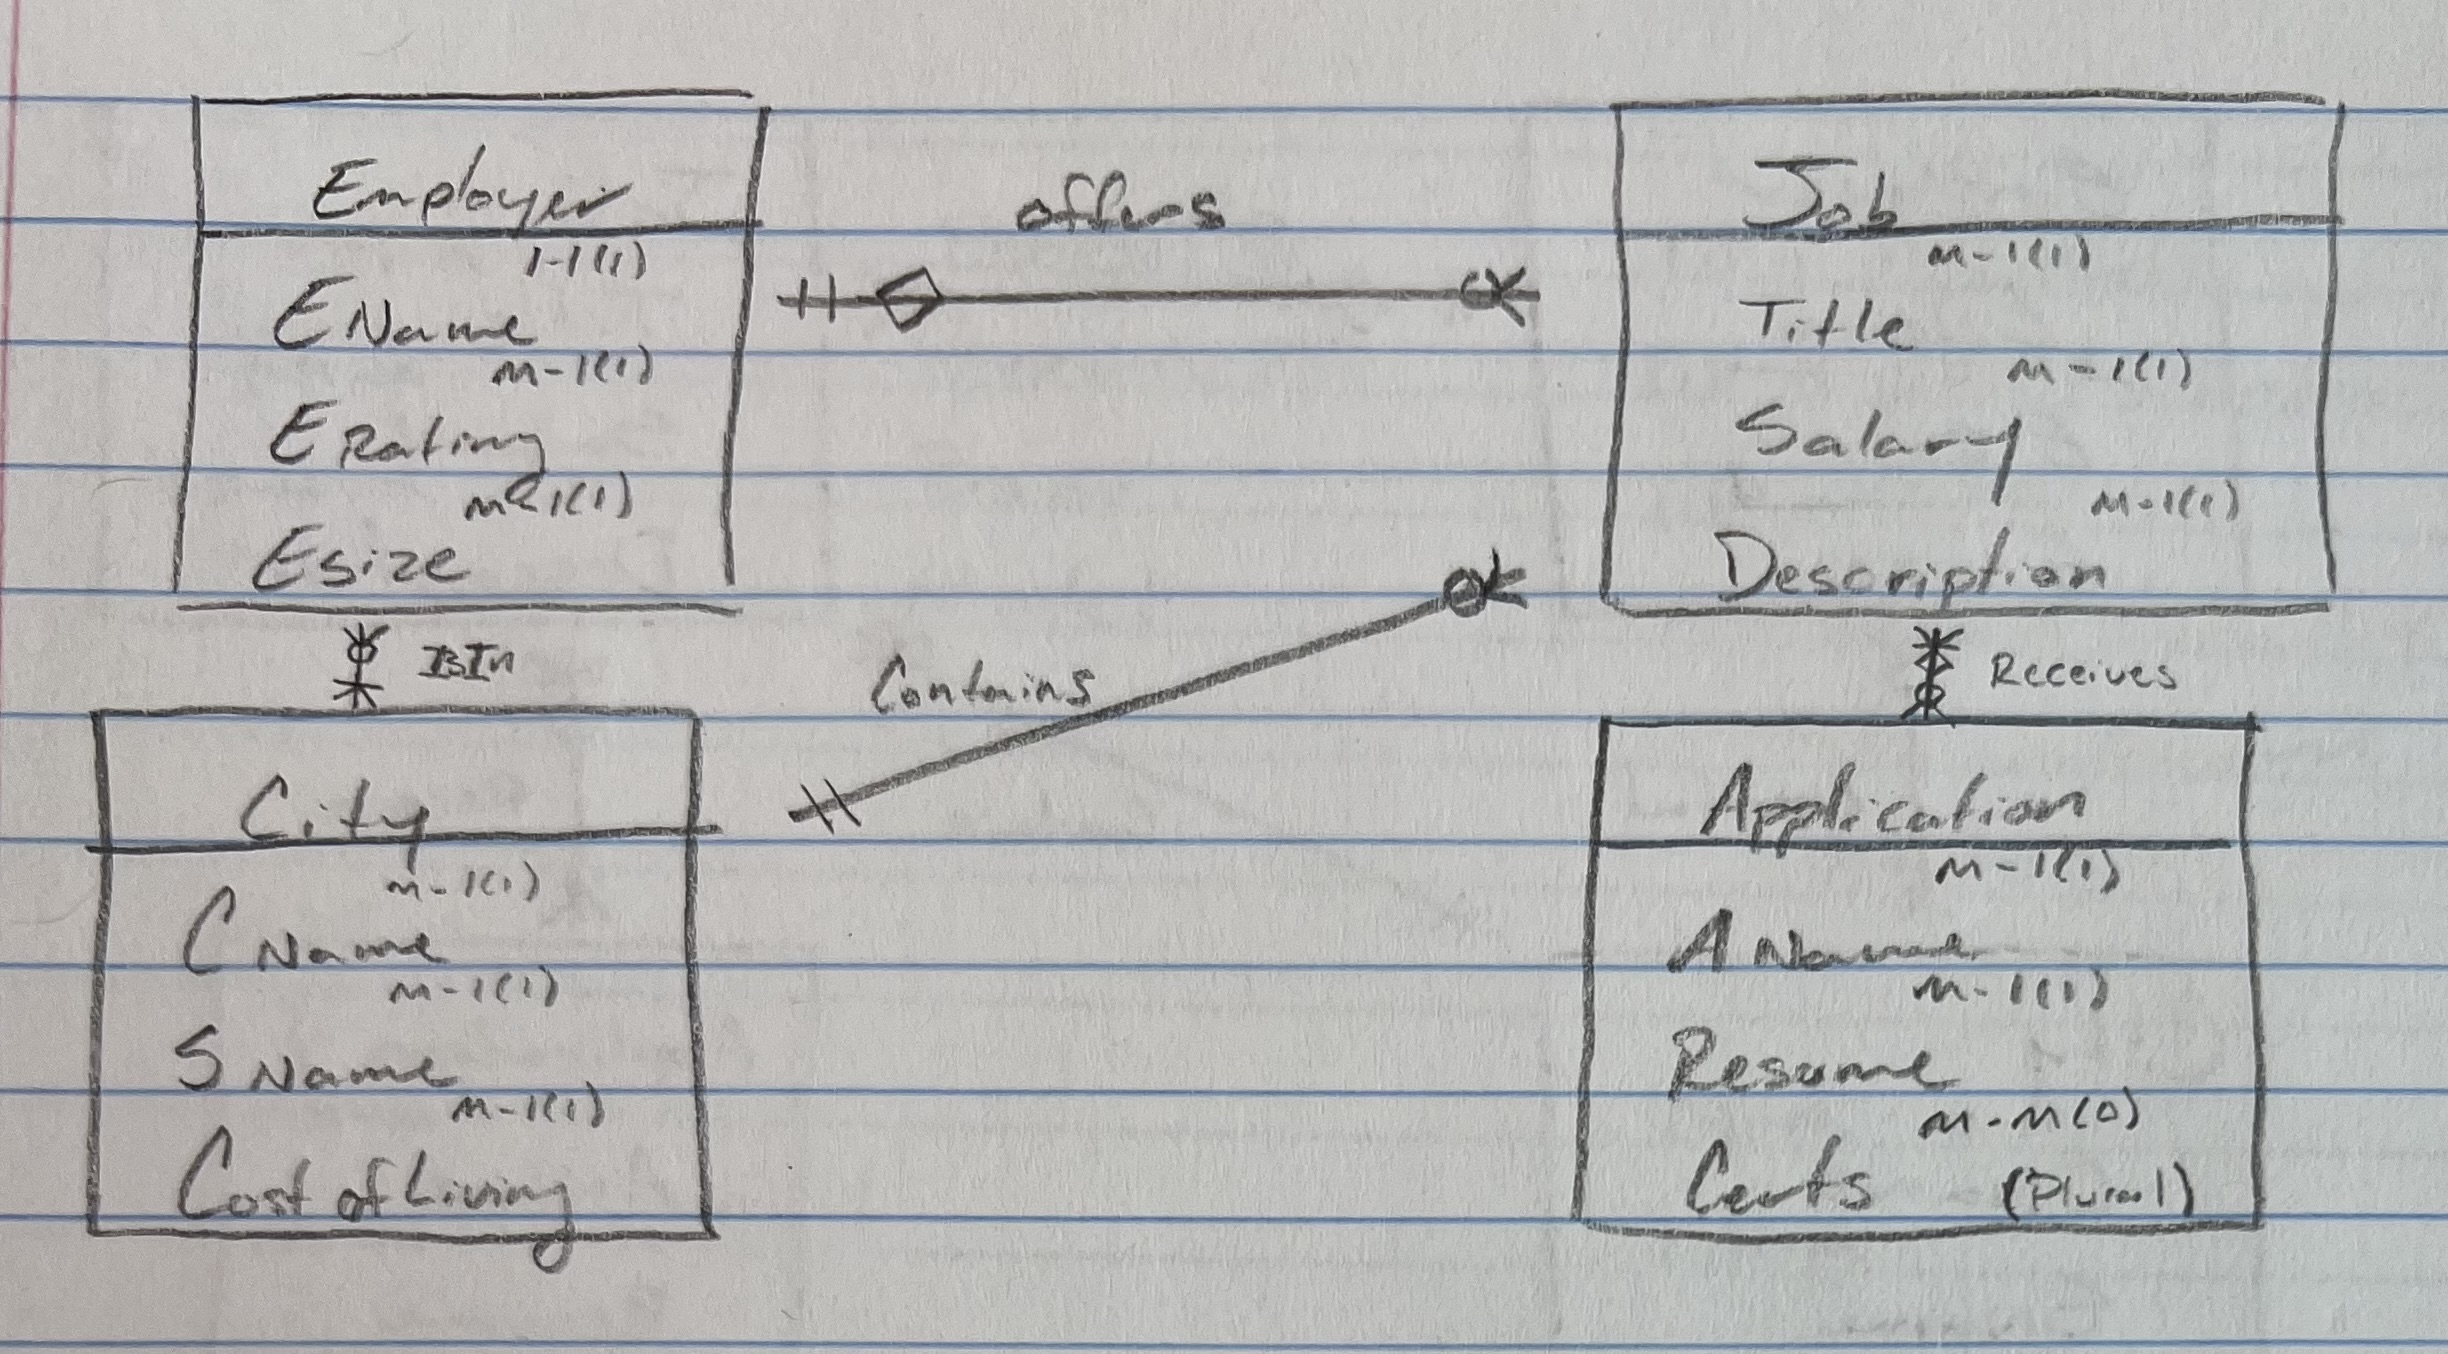 Employer
1-1(1)
EName
m-1(1)
ERating
m-1(1)
Esize
offers
Job
m-1(1)
Title
m-1(1)
Salary
m-1(1)
Description
IsIn
Contains
Receives
City
m-1(1)
CName
m-1(1)
SName
m-1(1)
Cost of Living
Application
m-1(1)
AName
m-1(1)
Resume
m-m(0)
Certs (Plural)